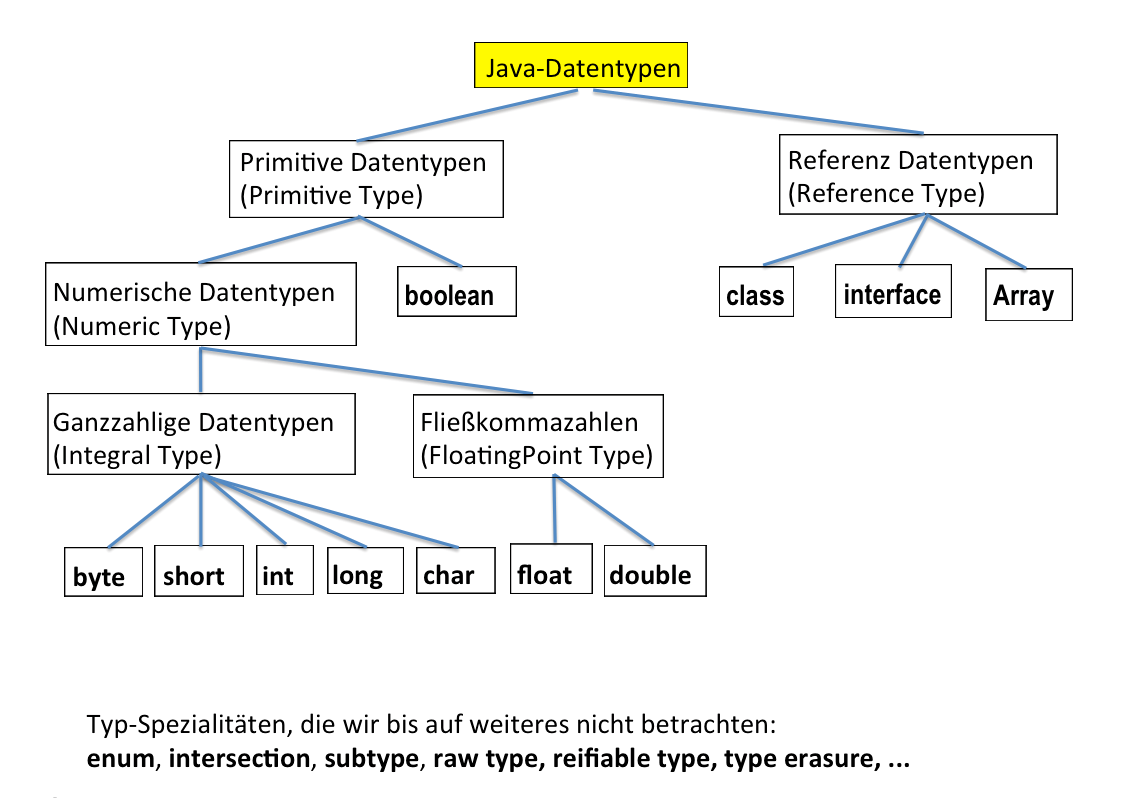 Java-Datentypen
Primitive Datentypen
(Primitive Type)
Referenz Datentypen
(Reference Type)
Numerische Datentypen
(Numeric Type)
boolean
class
interface
Array
Ganzzahlige Datentypen
(Integral Type)
Fließkommazahlen
(FloatingPoint Type)
byte
short
int
long
char
float
double
Typ-Spezialitäten, die wir bis auf weiteres nicht betrachten:
enum, intersection, subtype, raw type, reifiable type, type erasure, ...